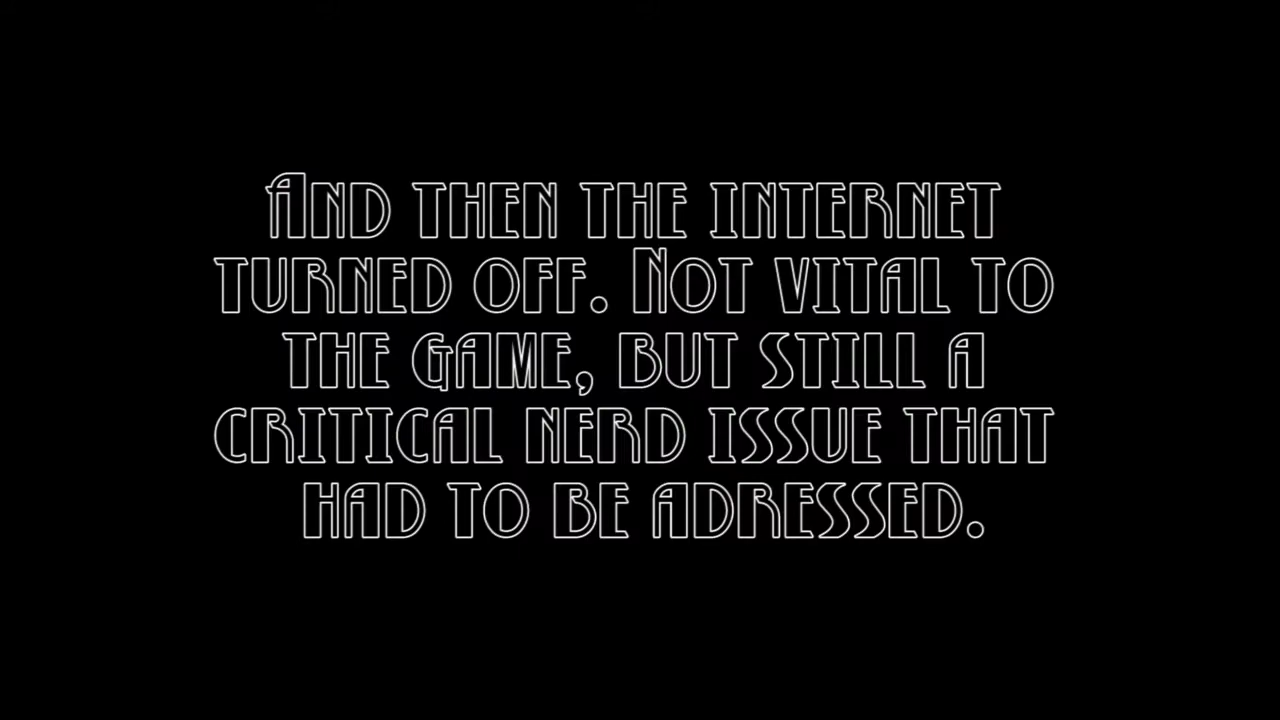 And then the internet
turned off. Not vital to
the game, but still a
critical nerd issue that
had to be adressed.